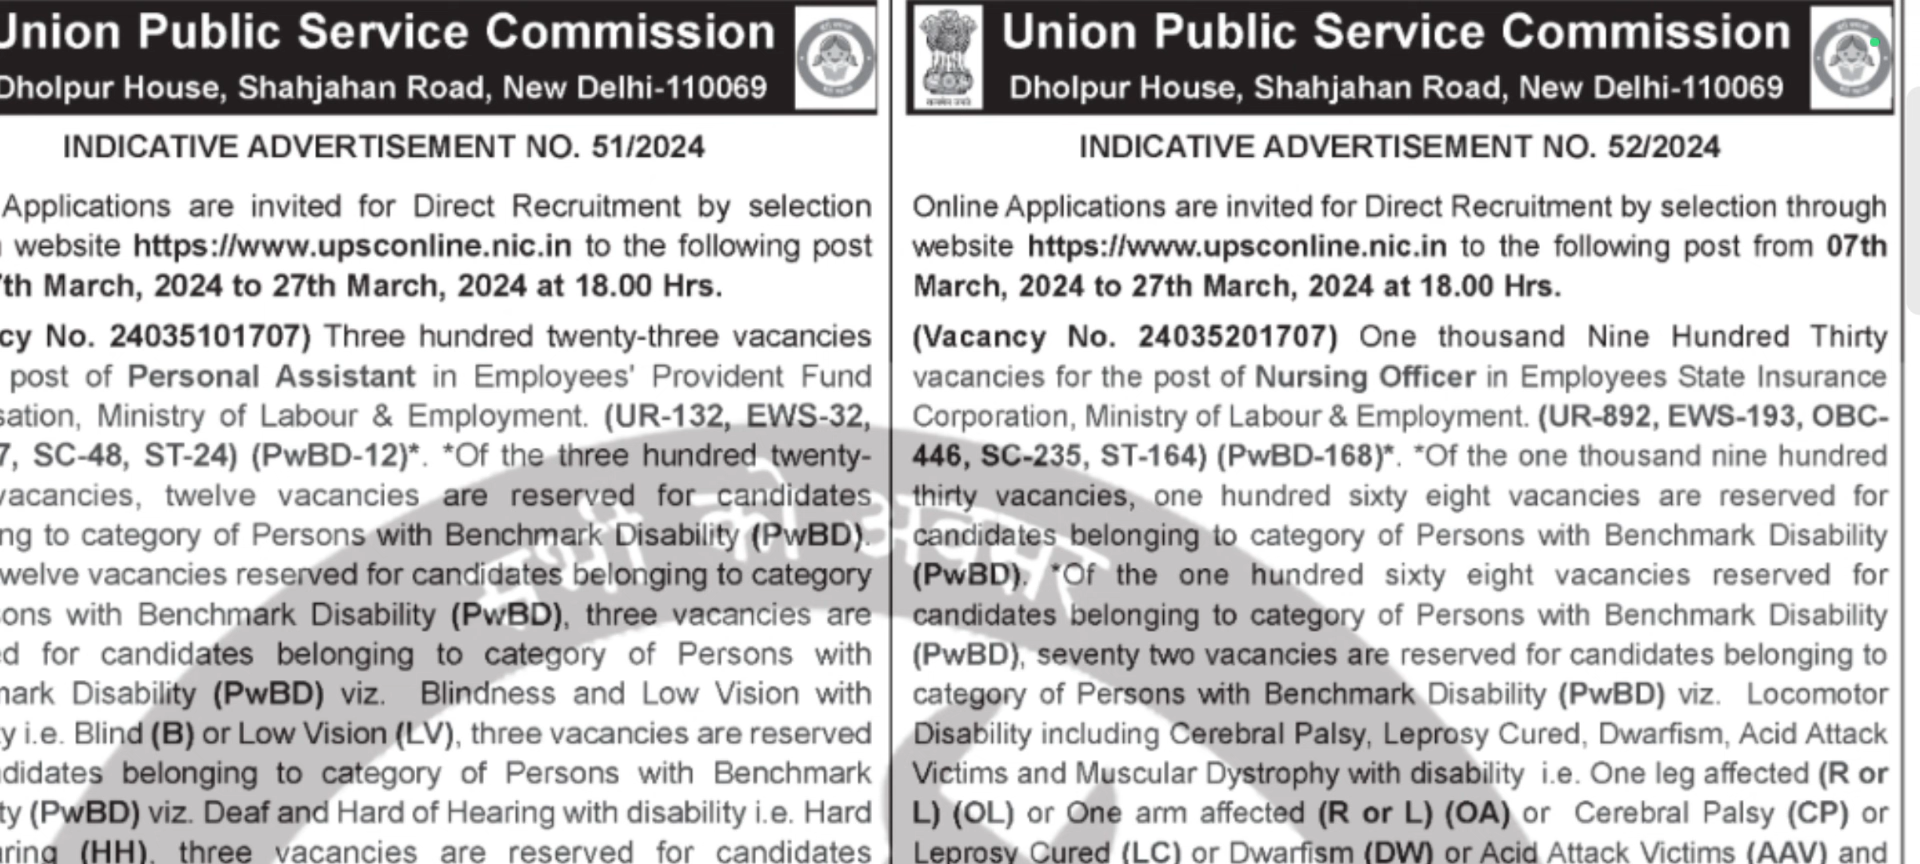 Union Public Service Commission
Dholpur House, Shahjahan Road, New Delhi-110069
INDICATIVE ADVERTISEMENT NO. 51/2024
Applications are invited for Direct Recruitment by selection
website https://www.upsconline.nic.in to the following post
7th March, 2024 to 27th March, 2024 at 18.00 Hrs.
cy No. 24035101707) Three hundred twenty-three vacancies
post of Personal Assistant in Employees' Provident Fund
sation, Ministry of Labour & Employment. (UR-132, EWS-32,
7, SC-48, ST-24) (PwBD-12)*. *Of the three hundred twenty-
vacancies, twelve vacancies are reserved for candidates
ng to category of Persons with Benchmark Disability (PwBD).
welve vacancies reserved for candidates belonging to category
ons with Benchmark Disability (PwBD), three vacancies are
d for candidates belonging to category of Persons with
mark Disability (PwBD) viz. Blindness and Low Vision with
y i.e. Blind (B) or Low Vision (LV), three vacancies are reserved
didates belonging to category of Persons with Benchmark
ty (PwBD) viz. Deaf and Hard of Hearing with disability i.e. Hard
ring (HH), three vacancies are reserved for candidates
Union Public Service Commission
Dholpur House, Shahjahan Road, New Delhi-110069
INDICATIVE ADVERTISEMENT NO. 52/2024
Online Applications are invited for Direct Recruitment by selection through
website https://www.upsconline.nic.in to the following post from 07th
March, 2024 to 27th March, 2024 at 18.00 Hrs.
(Vacancy No. 24035201707) One thousand Nine Hundred Thirty
vacancies for the post of Nursing Officer in Employees State Insurance
Corporation, Ministry of Labour & Employment. (UR-892, EWS-193, OBC-
446, SC-235, ST-164) (PwBD-168)*. *Of the one thousand nine hundred
thirty vacancies, one hundred sixty eight vacancies are reserved for
candidates belonging to category of Persons with Benchmark Disability
(PwBD). *Of the one hundred sixty eight vacancies reserved for
candidates belonging to category of Persons with Benchmark Disability
(PwBD), seventy two vacancies are reserved for candidates belonging to
category of Persons with Benchmark Disability (PwBD) viz. Locomotor
Disability including Cerebral Palsy, Leprosy Cured, Dwarfism, Acid Attack
Victims and Muscular Dystrophy with disability i.e. One leg affected (R or
L) (OL) or One arm affected (R or L) (OA) or Cerebral Palsy (CP) or
Leprosy Cured (LC) or Dwarfism (DW) or Acid Attack Victims (AAV) and